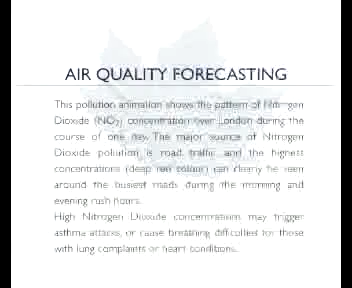 AIR QUALITY FORECASTING
This pollution animation shows the pattern of Nitrogen
Dioxide (NO2) concentration over London during the
course of one day. The major source of Nitrogen
Dioxide pollution is road traffic and the highest
concentrations (deep red colour) can clearly be seen
around the busiest roads during the morning and
evening rush hours.
High Nitrogen Dioxide concentrations may trigger
asthma attacks, or cause breathing difficulties for those
with lung complaints or heart conditions.